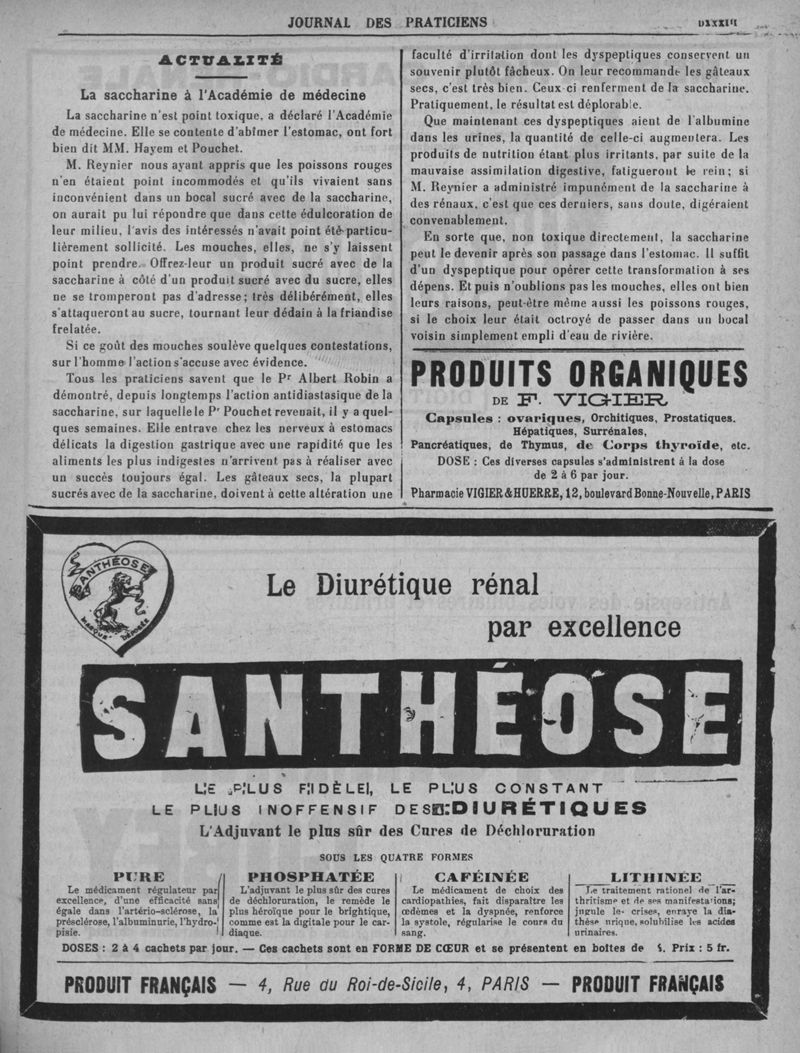 JOURNAL DES PRATICIENS
ACTUALITÉ
La saccharine à l'Académie de médecine
La saccharine n'est point toxique, a déclaré l'Académie
de médecine. Elle se contente d'abîmer l'estomac, ont fort
bien dit MM. Hayem et Pouchet.
M. Reynier nous ayant appris que les poissons rouges
n'en étaient point incommodés et qu'ils vivaient sans
inconvénient dans un bocal sucré avec de la saccharine,
on aurait pu lui répondre que dans cette édulcoration de
leur milieu, l'avis des intéressés n'avait point été particu-
lièrement sollicité. Les mouches, elles, ne s'y laissent
point prendre. Offrez-leur un produit sucré avec de la
saccharine à côté d'un produit sucré avec du sucre, elles
ne se tromperont pas d'adresse; très délibérément, elles
s'attaqueront au sucre, tournant leur dédain à la friandise
frelatée.
Si ce goût des mouches soulève quelques contestations,
sur l'homme l'action s'accuse avec évidence.
Tous les praticiens savent que le Pr Albert Robin a
démontré, depuis longtemps l'action antidiastasique de la
saccharine, sur laquelle le Pr Pouchet revenait, il y a quel-
ques semaines. Elle entrave chez les nerveux à estomacs
délicats la digestion gastrique avec une rapidité que les
aliments les plus indigestes n'arrivent pas à réaliser avec
un succès toujours égal. Les gâteaux secs, la plupart
sucrés avec de la saccharine, doivent à cette altération une
faculté d'irritation dont les dyspeptiques conservent un
souvenir plutôt fâcheux. On leur recommande les gâteaux
secs, c'est très bien. Ceux-ci renferment de la saccharine.
Pratiquement, le résultat est déplorable.
Que maintenant ces dyspeptiques aient de l'albumine
dans les urines, la quantité de celle-ci augmentera. Les
produits de nutrition étant plus irritants, par suite de la
mauvaise assimilation digestive, fatigueront le rein; si
M. Reynier a administré impunément de la saccharine à
des rénaux, c'est que ces derniers, sans doute, digéraient
convenablement.
En sorte que, non toxique directement, la saccharine
peut le devenir après son passage dans l'estomac. Il suffit
d'un dyspeptique pour opérer cette transformation à ses
dépens. Et puis n'oublions pas les mouches, elles ont bien
leurs raisons, peut-être même aussi les poissons rouges,
si le choix leur était octroyé de passer dans un bocal
voisin simplement empli d'eau de rivière.
PRODUITS ORGANIQUES
DE F. VIGIER
Capsules : ovariques, Orchitiques, Prostatiques.
Hépatiques, Surrénales,
Pancréatiques, de Thymus, de Corps thyroïde, etc.
DOSE : Ces diverses capsules s'administrent à la dose
de 2 à 6 par jour.
Pharmacie VIGIER & HUERRE, 12, boulevard Bonne-Nouvelle, PARIS
SANTHÉOSE
MARQUE DÉPOSÉE
Le Diurétique rénal
par excellence
SANTHÉOSE
LE PLUS FIDÈLE, LE PLUS CONSTANT
LE PLUS INOFFENSIF DES DIURÉTIQUES
L'Adjuvant le plus sûr des Cures de Déchloruration
SOUS LES QUATRE FORMES
PURE
Le médicament régulateur par
excellence, d'une efficacité sans
égale dans l'artério-sclérose, la
présclérose, l'albuminurie, l'hydro-
pisie.
PHOSPHATÉE
L'adjuvant le plus sûr des cures
de déchloruration, le remède le
plus héroïque pour le brightique,
comme est la digitale pour le car-
diaque.
CAFÉINÉE
Le médicament de choix des
cardiopathies, fait disparaître les
œdèmes et la dyspnée, renforce
la systole, régularise le cours du
sang.
LITHINÉE
Le traitement rationel de l'ar-
thritisme et de ses manifestations;
jugule les crises, enraye la dia-
thèse urique, solubilise les acides
urinaires.
DOSES : 2 à 4 cachets par jour. — Ces cachets sont en FORME DE CŒUR et se présentent en boîtes de . Prix : 5 fr.
PRODUIT FRANÇAIS — 4, Rue du Roi-de-Sicile, 4, PARIS — PRODUIT FRANÇAIS